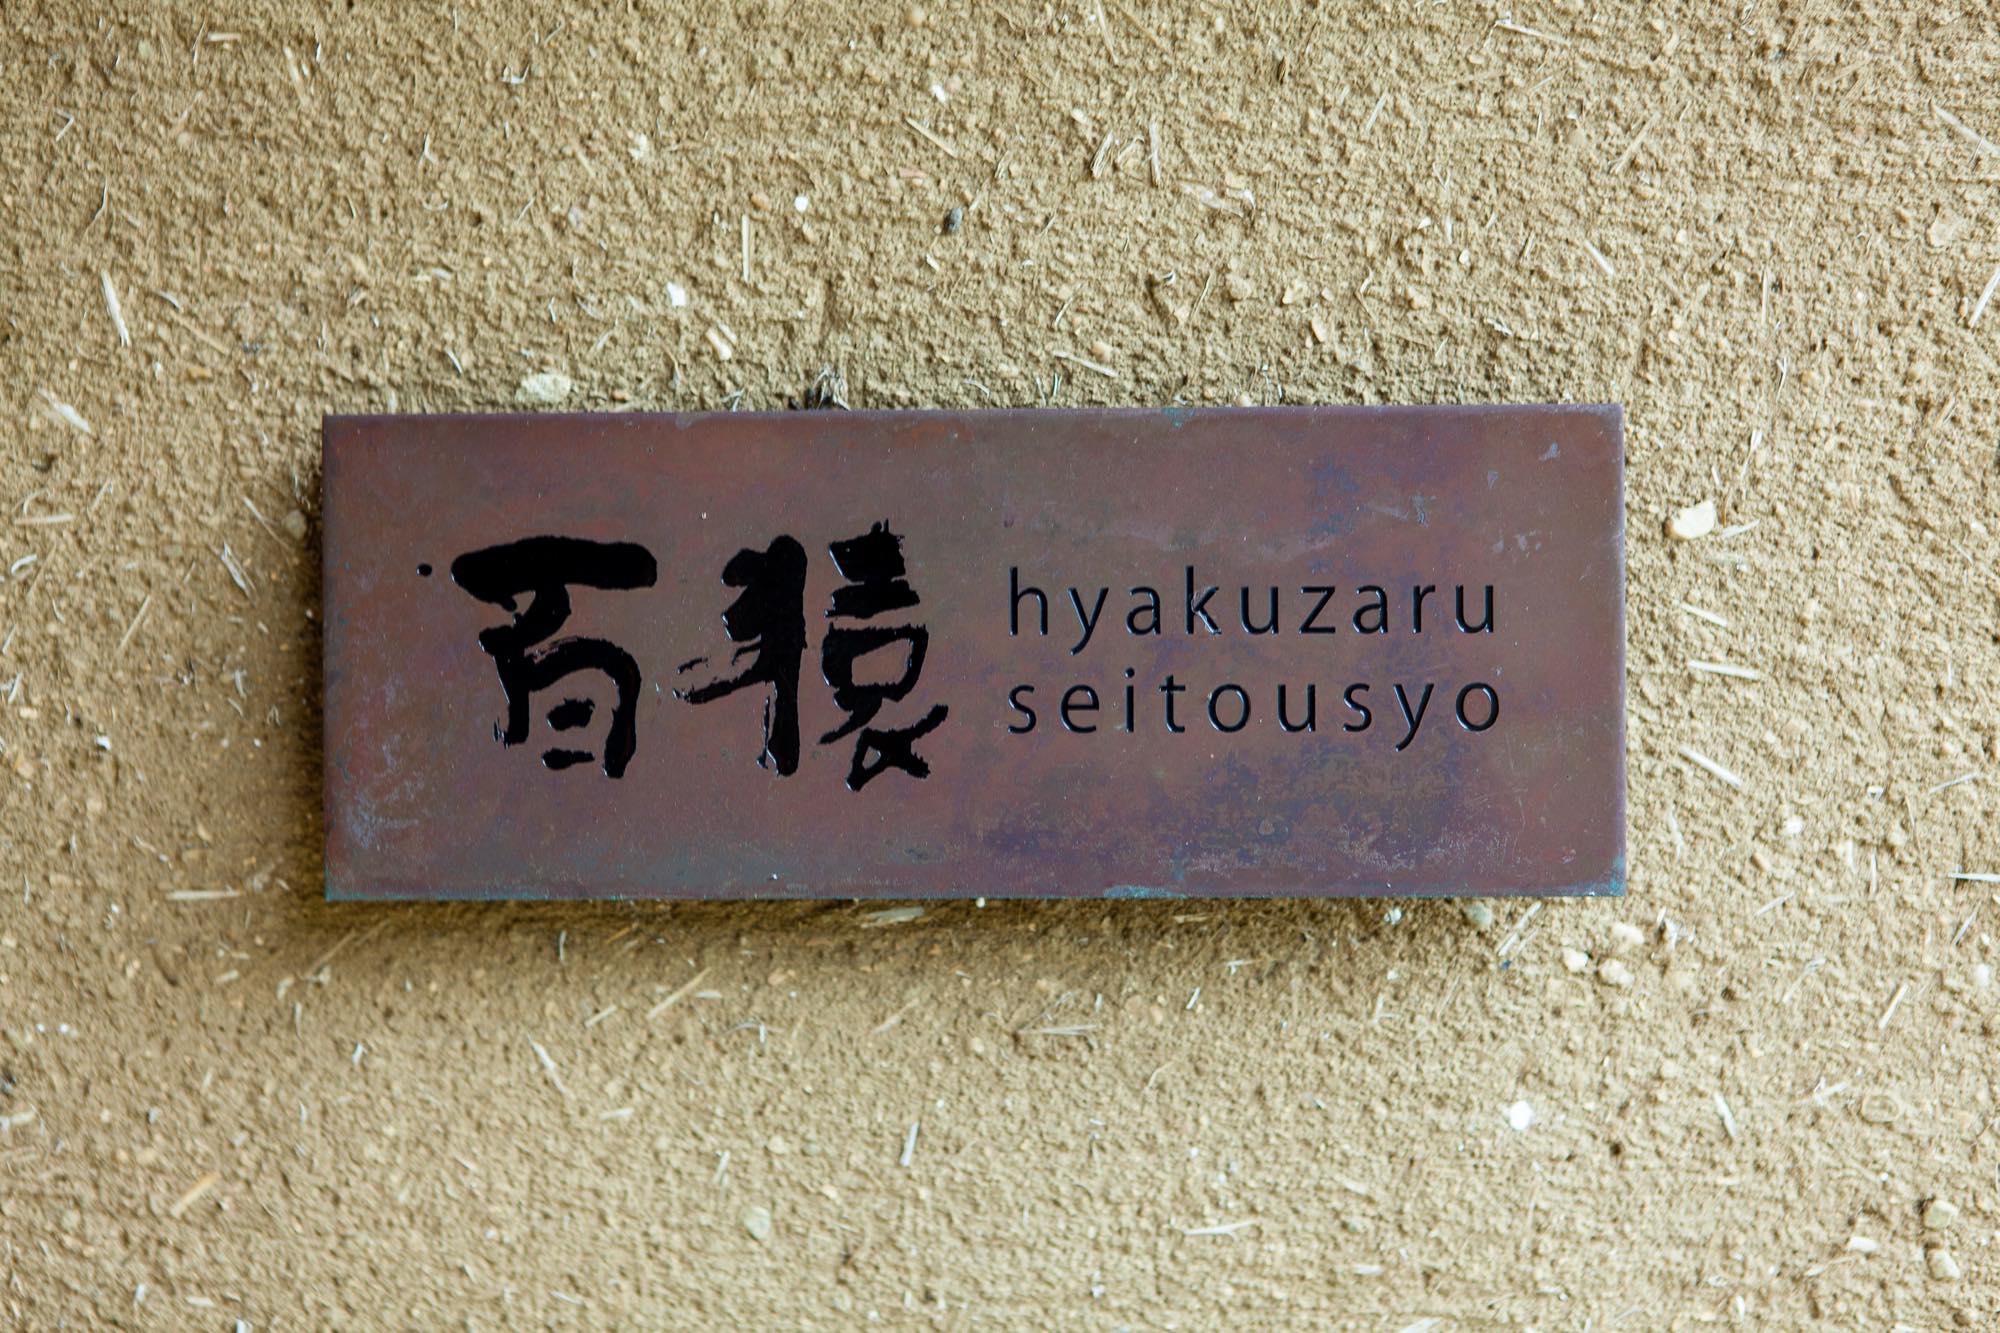 百猿
hyakuzaru
seitousyo